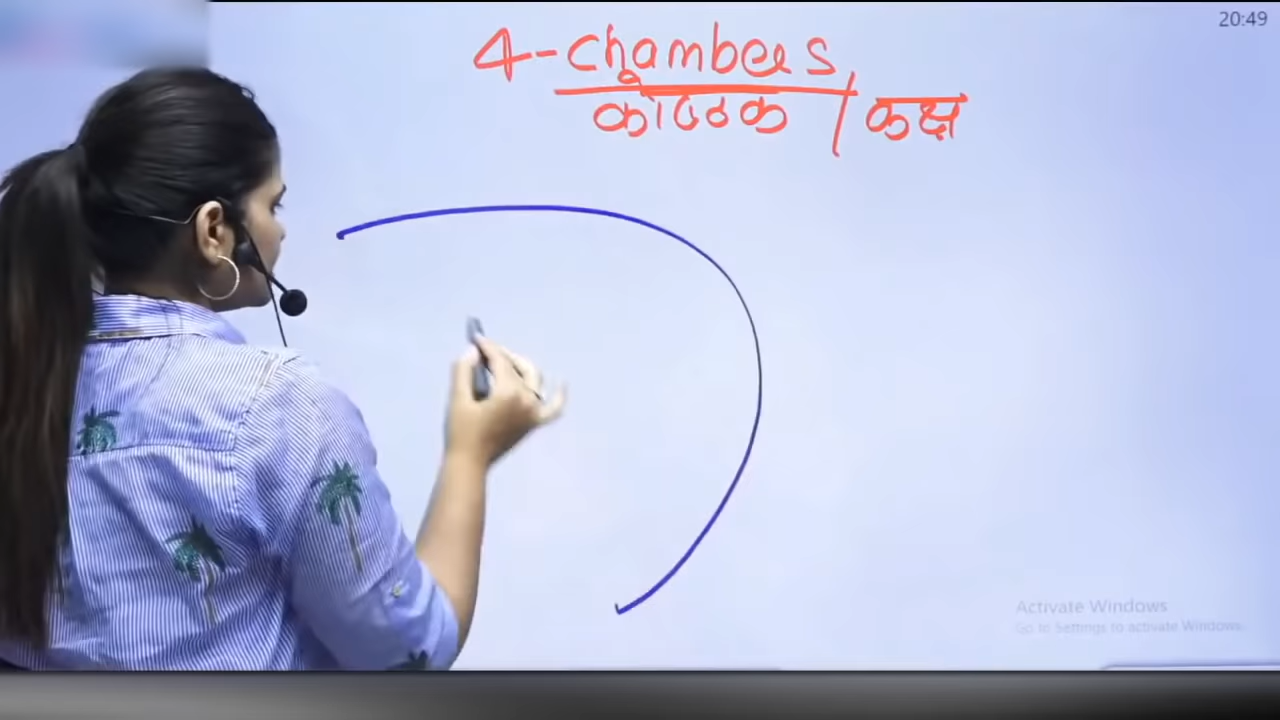 20:49
4-Chambers
कोष्ठक / कक्ष
Activate Windows
Go to Settings to activate Windows.